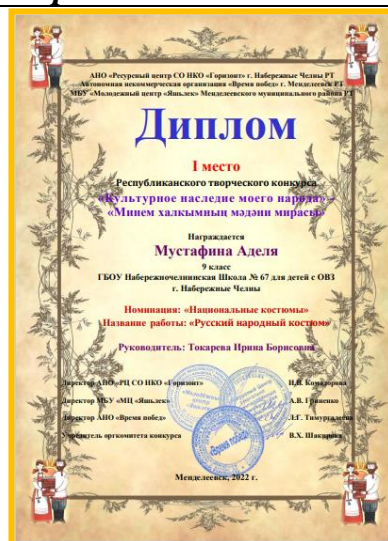 АНО «Ресурсный центр СО НКО «Горизонт» г. Набережные Челны РТ
Автономная некоммерческая организация «Время побед» г. Менделеевск РТ
МБУ «Молодежный центр «Яшьлек» Менделеевского муниципального района РТ
Диплом
I место
Республиканского творческого конкурса
«Культурное наследие моего народа» -
«Минем халкымның мәдәни мирасы»
Награждается
Мустафина Аделя
9 класс
ГБОУ Набережночелнинская Школа № 67 для детей с ОВЗ
г. Набережные Челны
Номинация: «Национальные костюмы»
Название работы: «Русский народный костюм»
Руководитель: Токарева Ирина Борисовна
Директор АНО «РЦ СО НКО «Горизонт» И.В. Комадорова
Директор МБУ «МЦ «Яшьлек» А.В.
Директор АНО «Время побед» Л.Г.
Учредитель оргкомитета конкурса В.Х.
«Время побед»
Менделеевск, 2022 г.